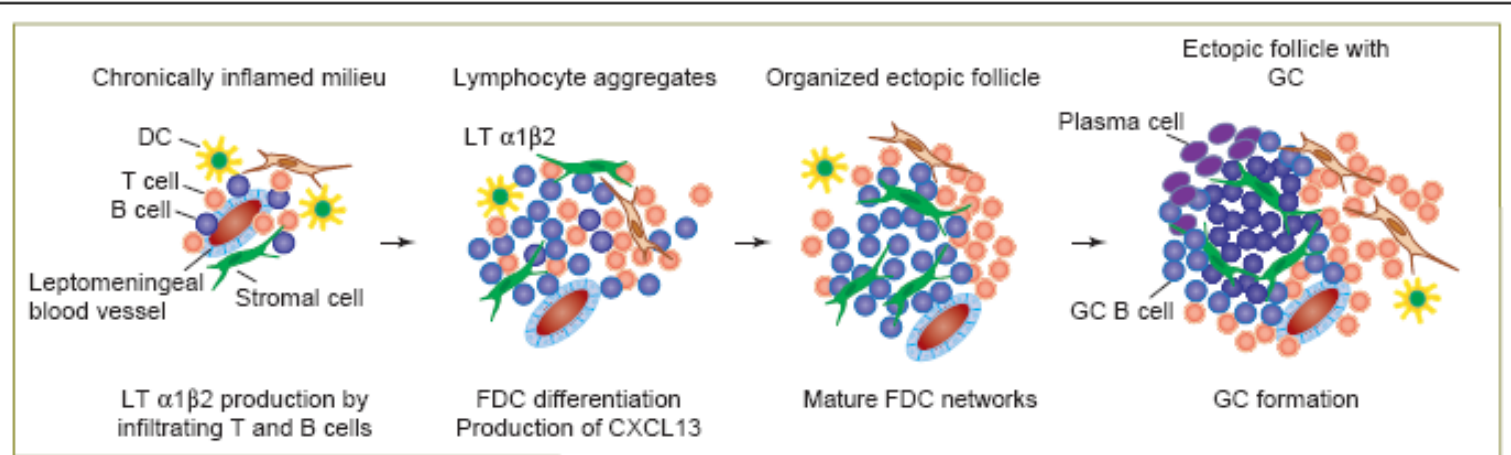 Chronically inflamed milieu
DC
T cell
B cell
Leptomeningeal
blood vessel
Stromal cell
LT α1β2 production by
infiltrating T and B cells
Lymphocyte aggregates
LT α1β2
FDC differentiation
Production of CXCL13
Organized ectopic follicle
Mature FDC networks
Ectopic follicle with
GC
Plasma cell
GC B cell
GC formation